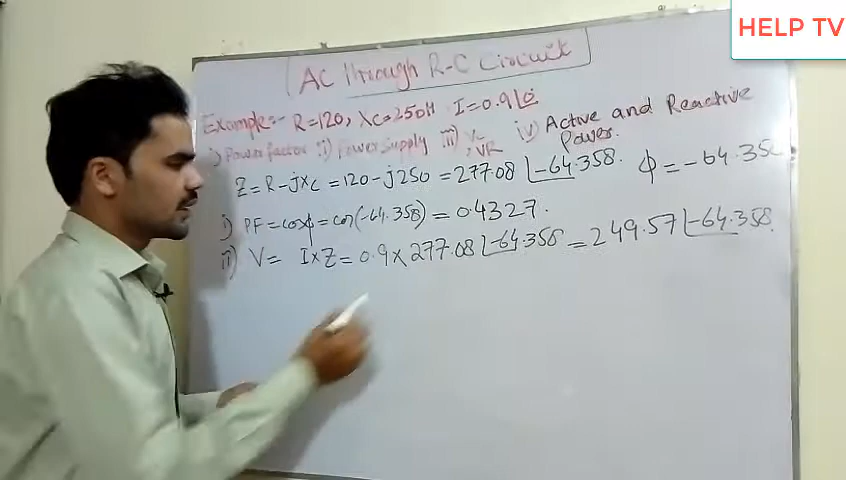 HELP TV
AC through R-C Circuit
Example:- R=120, Xc=250H I=0.9∠0
i) Power factor ii) Power Supply iii) Vc, VR iv) Active and Reactive Power.
Z=R-jXc=120-j250=277.08∠-64.358. ϕ=-64.358
i) PF=cosϕ=cos(-64.358)=0.4327.
ii) V= I×Z=0.9×277.08∠-64.358=249.57∠-64.358.